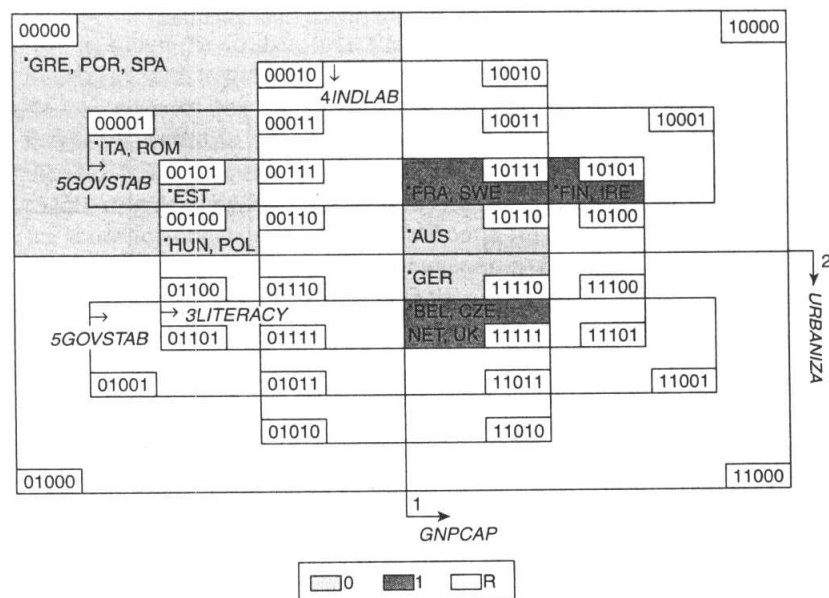 00000 10000
*GRE, POR, SPA
00010 ↓ 10010
4INDLAB
00001 00011 10011 10001
*ITA, ROM
→ 00101 00111 10111 10101
5GOVSTAB *EST *FRA, SWE *FIN, IRE
00100 00110 10110 10100
*HUN, POL *AUS
2
*GER
01100 01110 11110 11100
→ → 3LITERACY *BEL, CZE,
5GOVSTAB 01101 01111 NET, UK 11111 11101
URBANIZA
01001 01011 11011 11001
01010 11010
01000 11000
1
GNPCAP
0 1 R